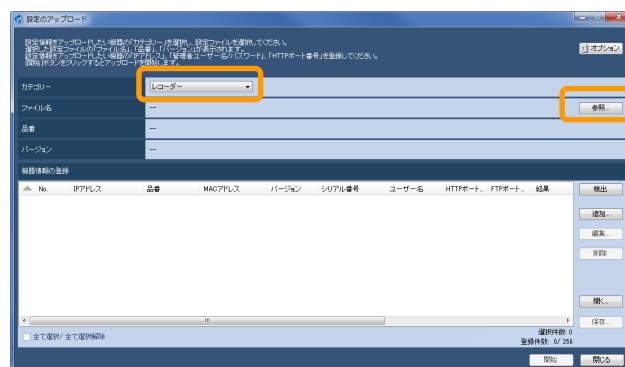 設定のアップロード
設定情報をアップロードしたい機器の「カテゴリー」を選択し、設定ファイルを選択してください。
選択した設定ファイルの「ファイル名」、「品番」、「バージョン」が表示されます。
設定情報をアップロードしたい機器の「IPアドレス」、「管理者ユーザー名/パスワード」、「HTTPポート番号」を登録してください。
「開始」ボタンをクリックするとアップロードを開始します。
オプション
カテゴリー
レコーダー
ファイル名
--
参照...
品番
--
バージョン
--
機器情報の登録
No. IPアドレス 品番 MACアドレス バージョン シリアル番号 ユーザー名 HTTPポート... FTPポート... 結果
検出
追加...
編集...
削除
開く...
保存...
全て選択/全て選択解除
選択件数: 0
登録件数: 0/ 256
開始
閉じる